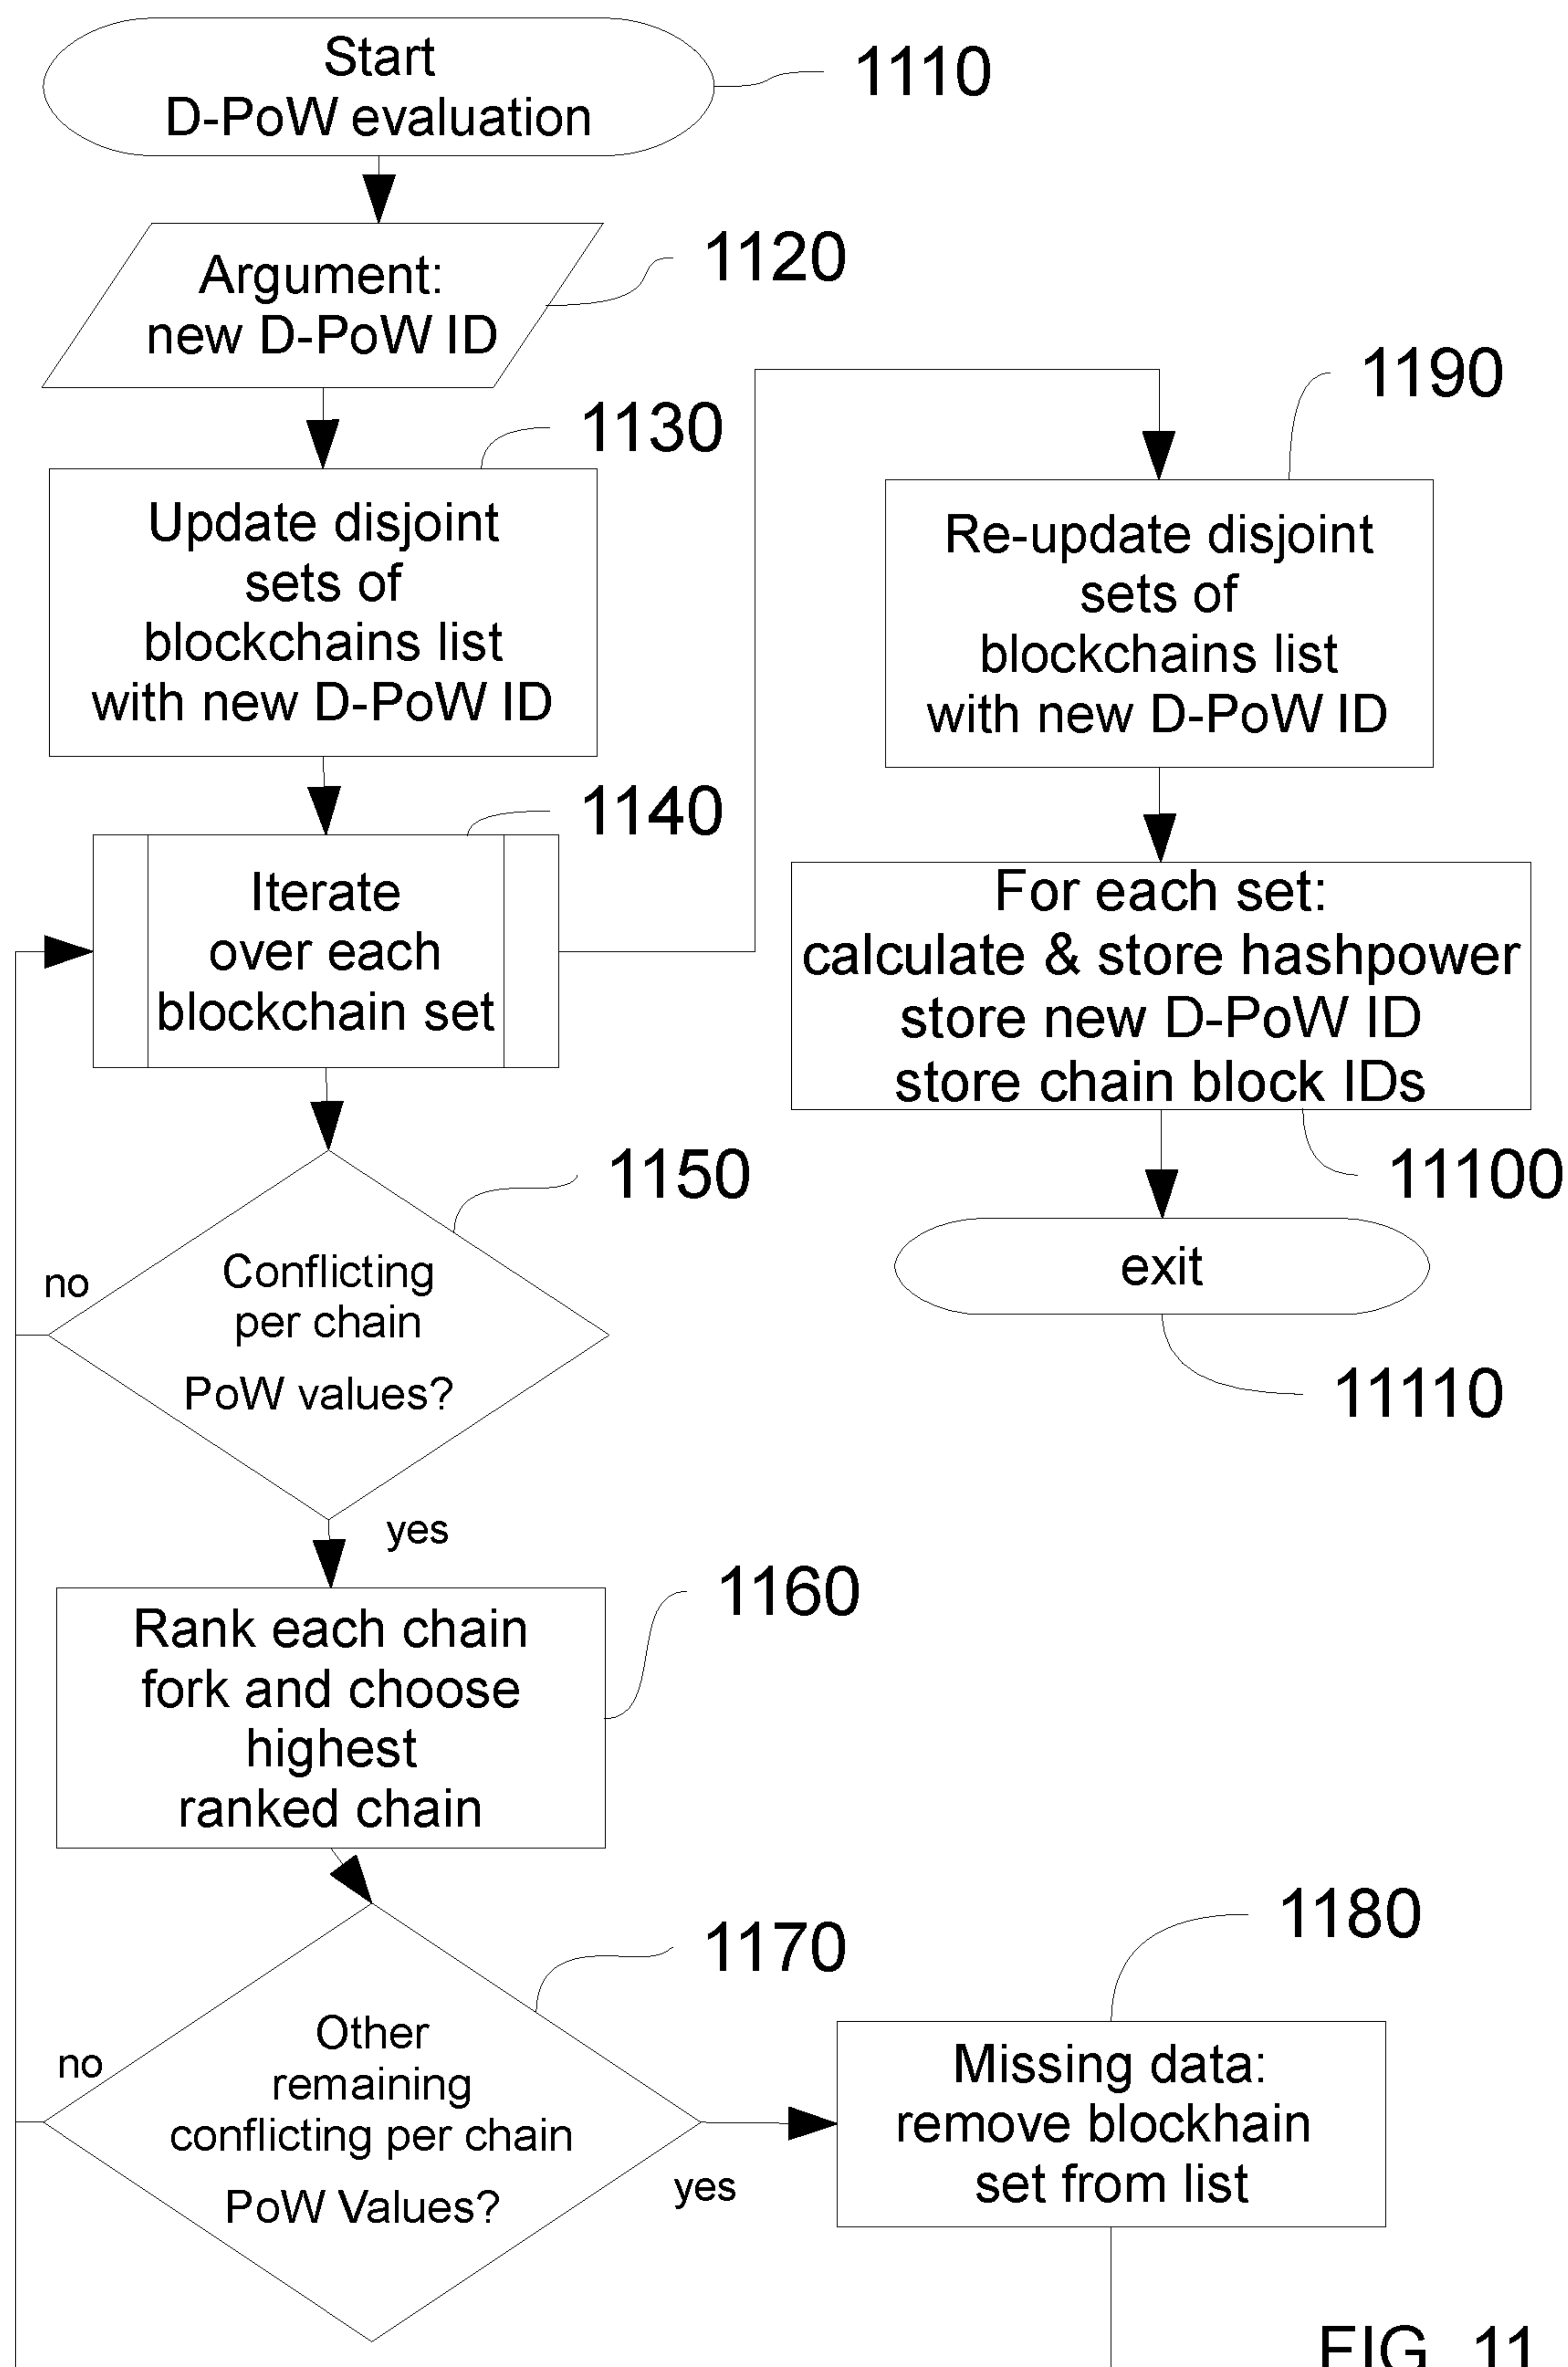 Start
D-PoW evaluation
1110
Argument:
new D-PoW ID
1120
Update disjoint
sets of
blockchains list
with new D-PoW ID
1130
Iterate
over each
blockchain set
1140
Conflicting
per chain
PoW values?
1150
no
yes
Rank each chain
fork and choose
highest
ranked chain
1160
Other
remaining
conflicting per chain
PoW Values?
1170
no
yes
Missing data:
remove blockhain
set from list
1180
Re-update disjoint
sets of
blockchains list
with new D-PoW ID
1190
For each set:
calculate & store hashpower
store new D-PoW ID
store chain block IDs
11100
exit
11110
FIG. 11